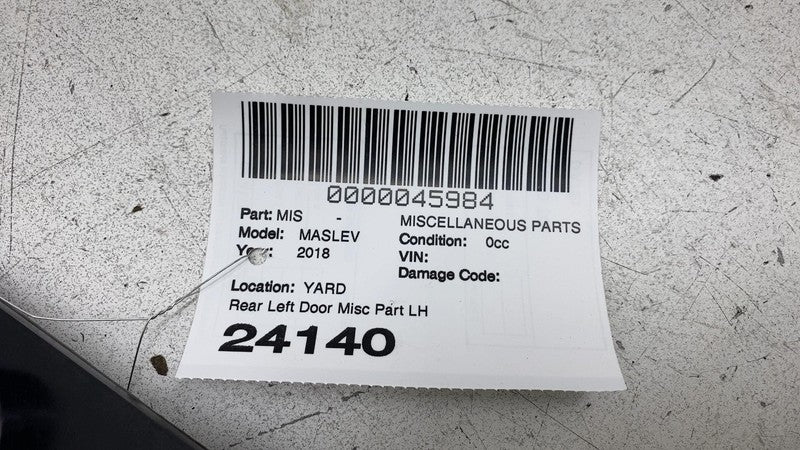 0000045984
Part: MIS - MISCELLANEOUS PARTS
Model: MASLEV Condition: 0cc
Year: 2018 VIN:
Damage Code:
Location: YARD
Rear Left Door Misc Part LH
24140